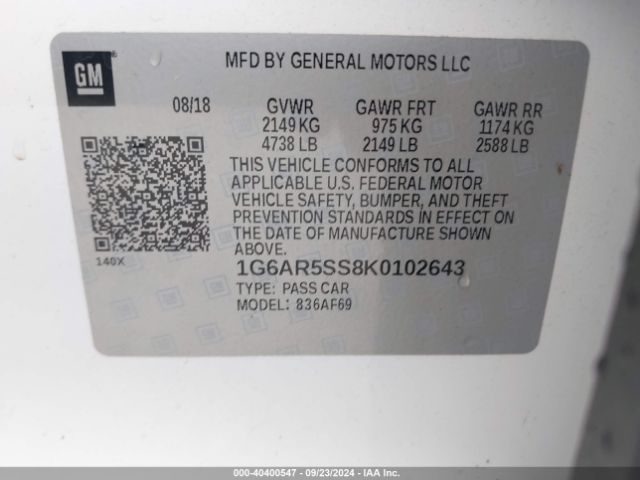 GM
MFD BY GENERAL MOTORS LLC
08/18 GVWR GAWR FRT GAWR RR
2149 KG 975 KG 1174 KG
4738 LB 2149 LB 2588 LB
THIS VEHICLE CONFORMS TO ALL
APPLICABLE U.S. FEDERAL MOTOR
VEHICLE SAFETY, BUMPER, AND THEFT
PREVENTION STANDARDS IN EFFECT ON
THE DATE OF MANUFACTURE SHOWN
ABOVE.
140X
1G6AR5SS8K0102643
TYPE: PASS CAR
MODEL: 836AF69
000-40400547 - 09/23/2024 - IAA Inc.